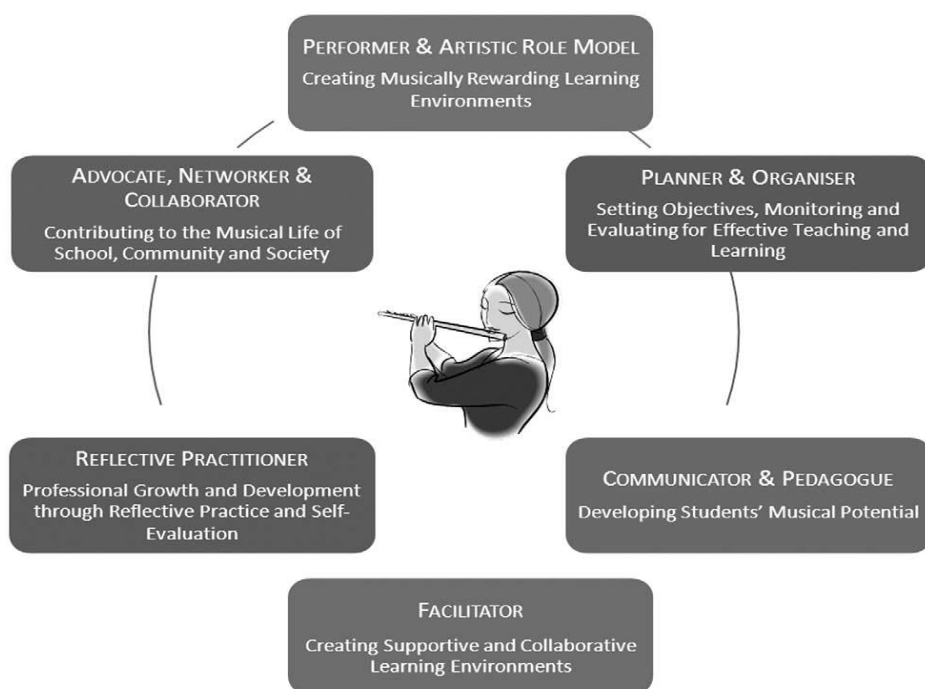 PERFORMER & ARTISTIC ROLE MODEL
Creating Musically Rewarding Learning
Environments
ADVOCATE, NETWORKER &
COLLABORATOR
Contributing to the Musical Life of
School, Community and Society
PLANNER & ORGANISER
Setting Objectives, Monitoring and
Evaluating for Effective Teaching and
Learning
REFLECTIVE PRACTITIONER
Professional Growth and Development
through Reflective Practice and Self-
Evaluation
COMMUNICATOR & PEDAGOGUE
Developing Students’ Musical Potential
FACILITATOR
Creating Supportive and Collaborative
Learning Environments